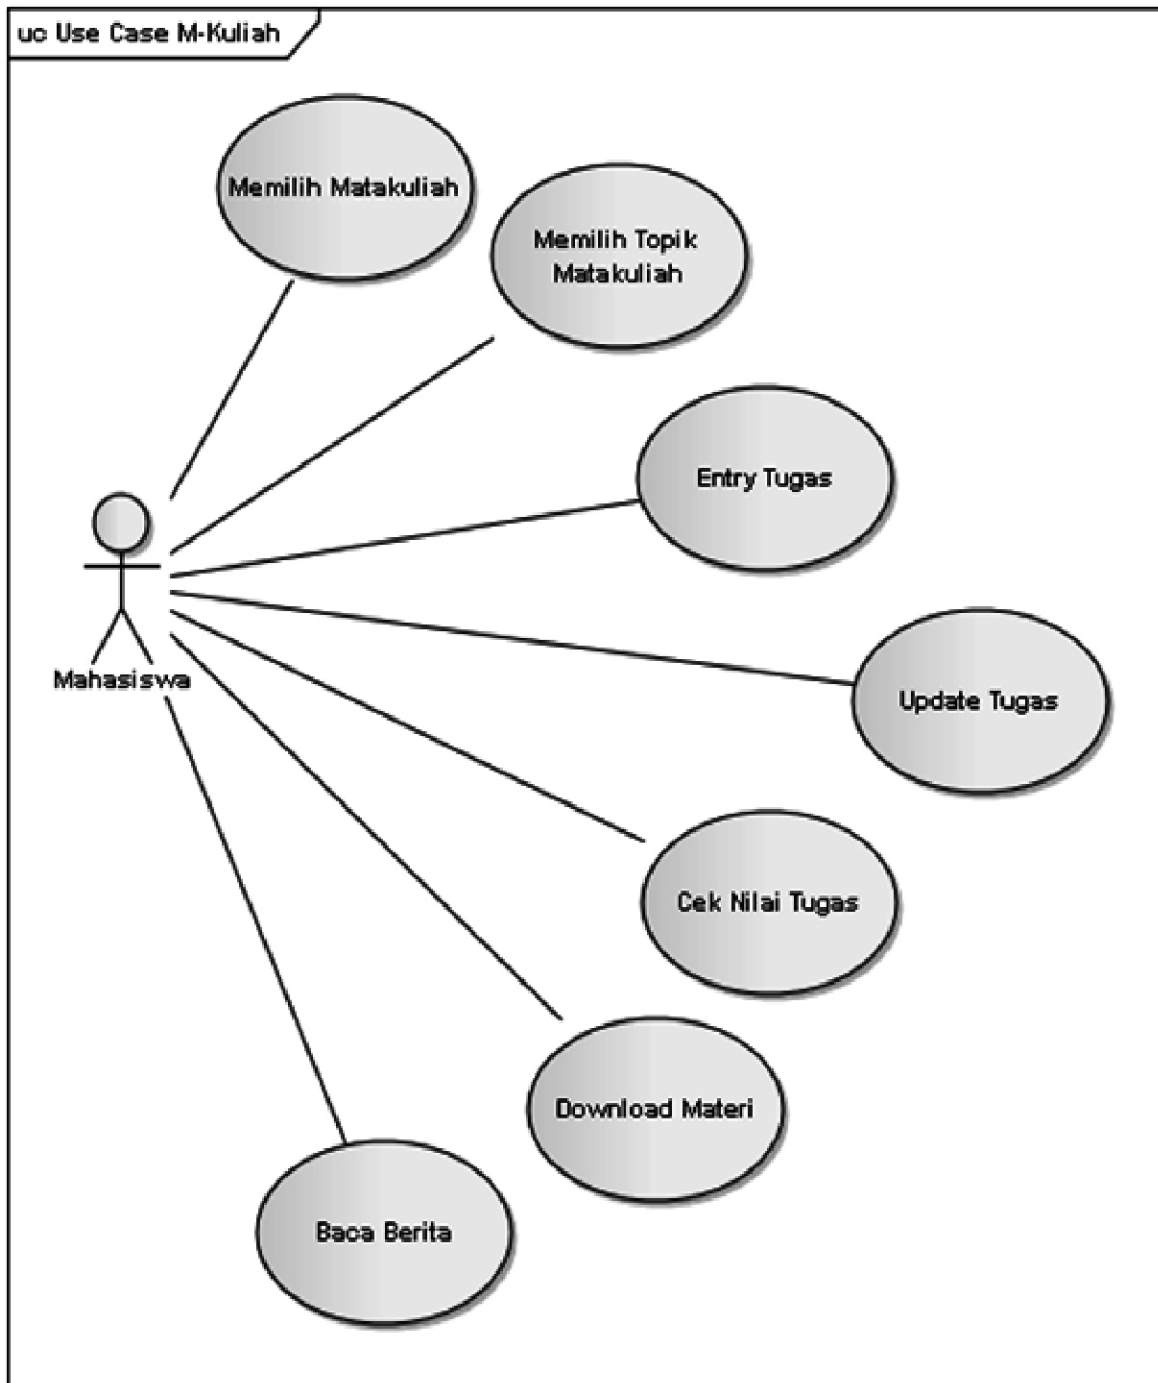 uc Use Case M-Kuliah
Memilih Matakuliah
Memilih Topik
Matakuliah
Entry Tugas
Mahasiswa
Update Tugas
Cek Nilai Tugas
Download Materi
Baca Berita